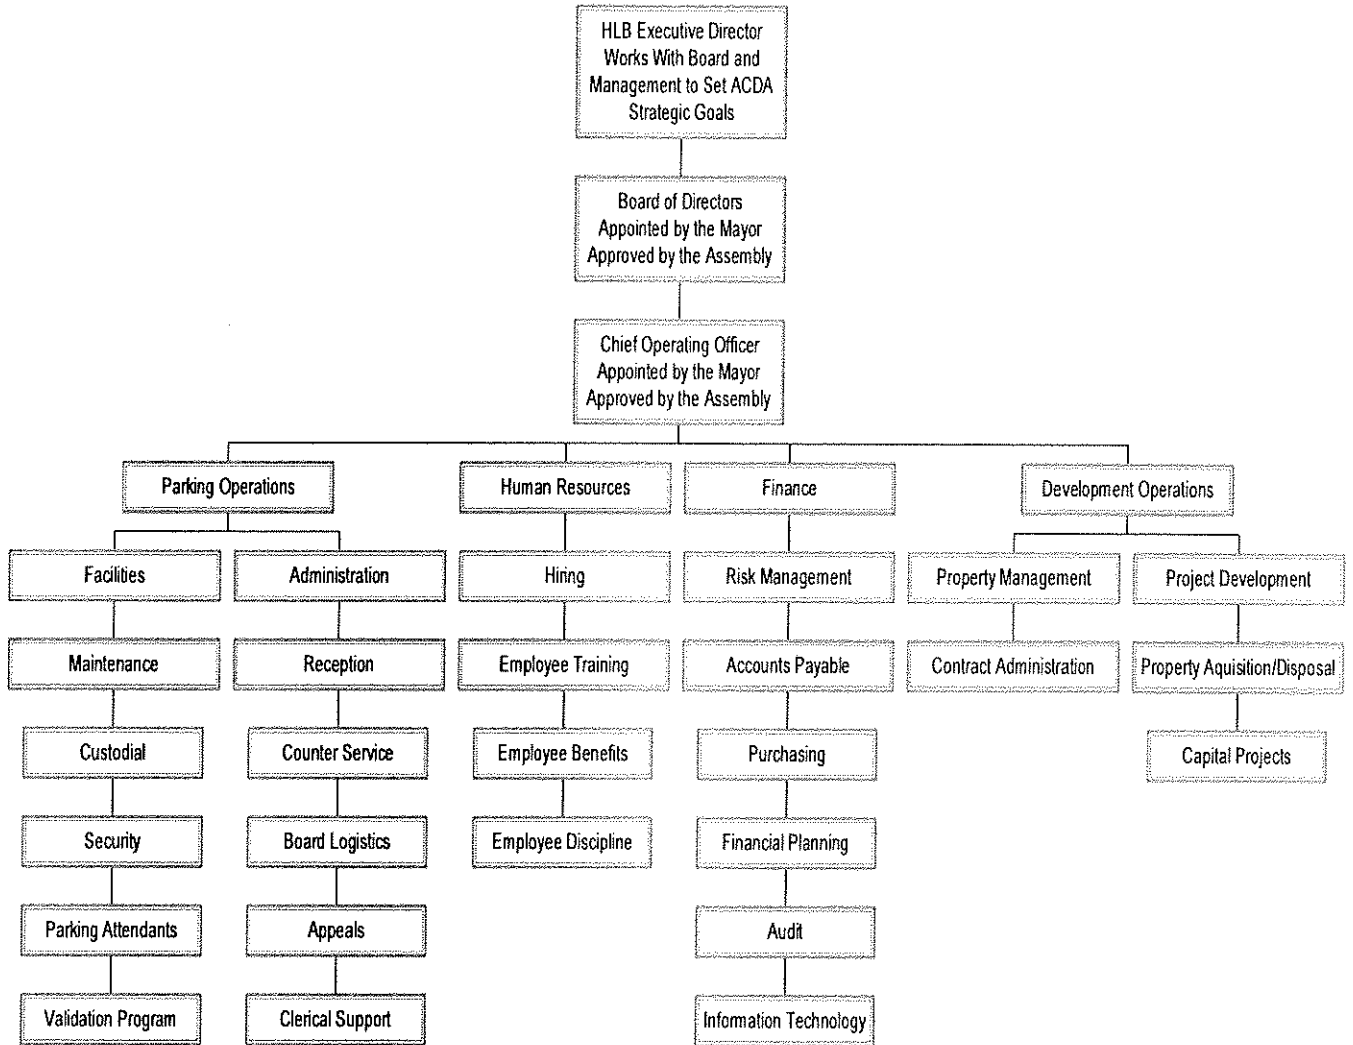 HLB Executive Director
Works With Board and
Management to Set ACDA
Strategic Goals
Board of Directors
Appointed by the Mayor
Approved by the Assembly
Chief Operating Officer
Appointed by the Mayor
Approved by the Assembly
Parking Operations
Human Resources
Finance
Development Operations
Facilities
Administration
Hiring
Risk Management
Property Management
Project Development
Maintenance
Reception
Employee Training
Accounts Payable
Contract Administration
Property Aquisition/Disposal
Custodial
Counter Service
Employee Benefits
Purchasing
Capital Projects
Security
Board Logistics
Employee Discipline
Financial Planning
Parking Attendants
Appeals
Audit
Validation Program
Clerical Support
Information Technology